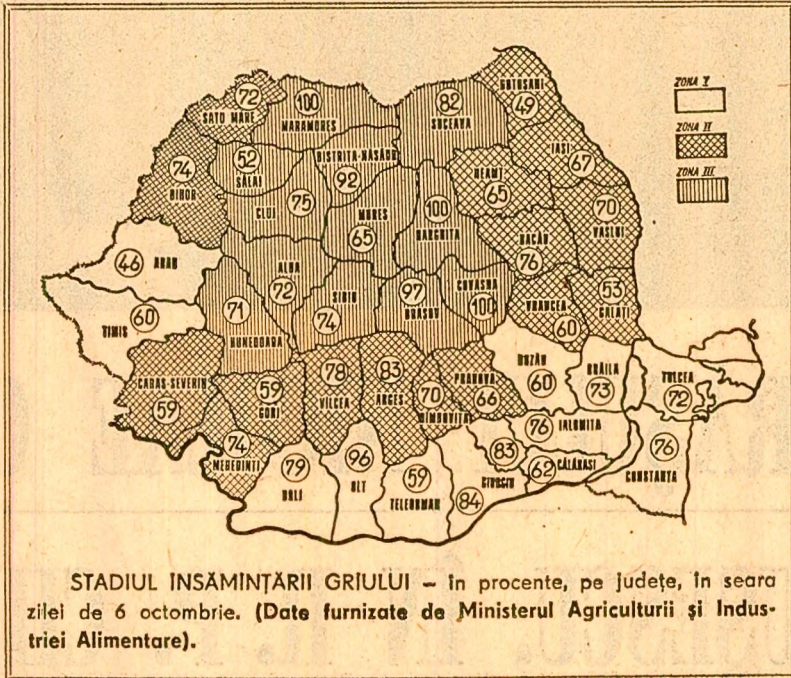 ZONA I
ZONA II
ZONA III
72
SATU MARE
100
MARAMUREȘ
82
SUCEAVA
BOTOȘANI
49
IAȘI
67
74
BIHOR
52
SĂLAJ
BISTRIȚA-NĂSĂUD
92
NEAMȚ
65
CLUJ
75
MUREȘ
65
100
HARGHITA
70
VASLUI
BACĂU
76
46
ARAD
ALBA
72
SIBIU
74
97
BRAȘOV
COVASNA
100
VRANCEA
60
53
GALAȚI
TIMIȘ
60
71
HUNEDOARA
CARAȘ-SEVERIN
59
59
GORJ
78
VÎLCEA
83
ARGEȘ
70
DÎMBOVIȚA
PRAHOVA
66
BUZĂU
60
BRĂILA
73
TULCEA
72
74
MEHEDINȚI
79
DOLJ
96
OLT
59
TELEORMAN
83
GIURGIU
84
76
IALOMIȚA
62
CĂLĂRAȘI
76
CONSTANȚA
STADIUL ÎNSĂMÎNȚĂRII GRÎULUI — în procente, pe județe, în seara
zilei de 6 octombrie. (Date furnizate de Ministerul Agriculturii și Indus-
triei Alimentare).